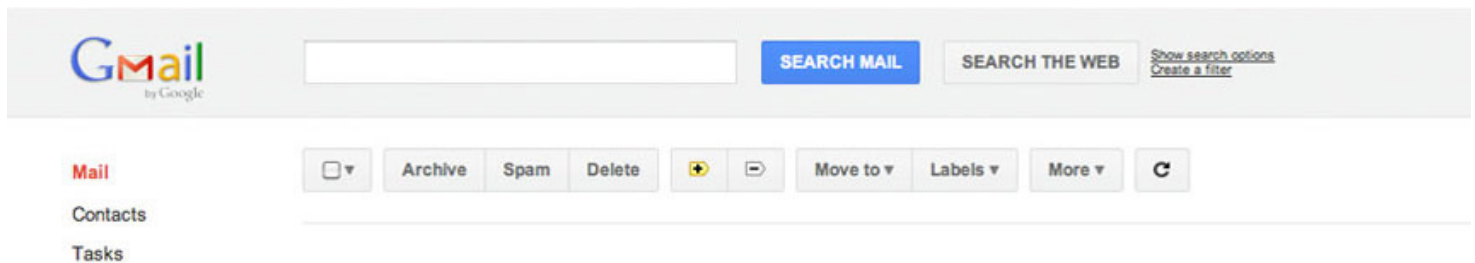 Gmail
by Google
SEARCH MAIL
SEARCH THE WEB
Show search options
Create a filter
Mail
Contacts
Tasks
Archive
Spam
Delete
Move to
Labels
More